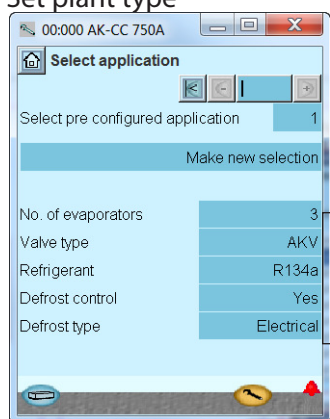 Set plant type
00:000 AK-CC 750A
Select application
Select pre configured application 1
Make new selection
No. of evaporators 3
Valve type AKV
Refrigerant R134a
Defrost control Yes
Defrost type Electrical